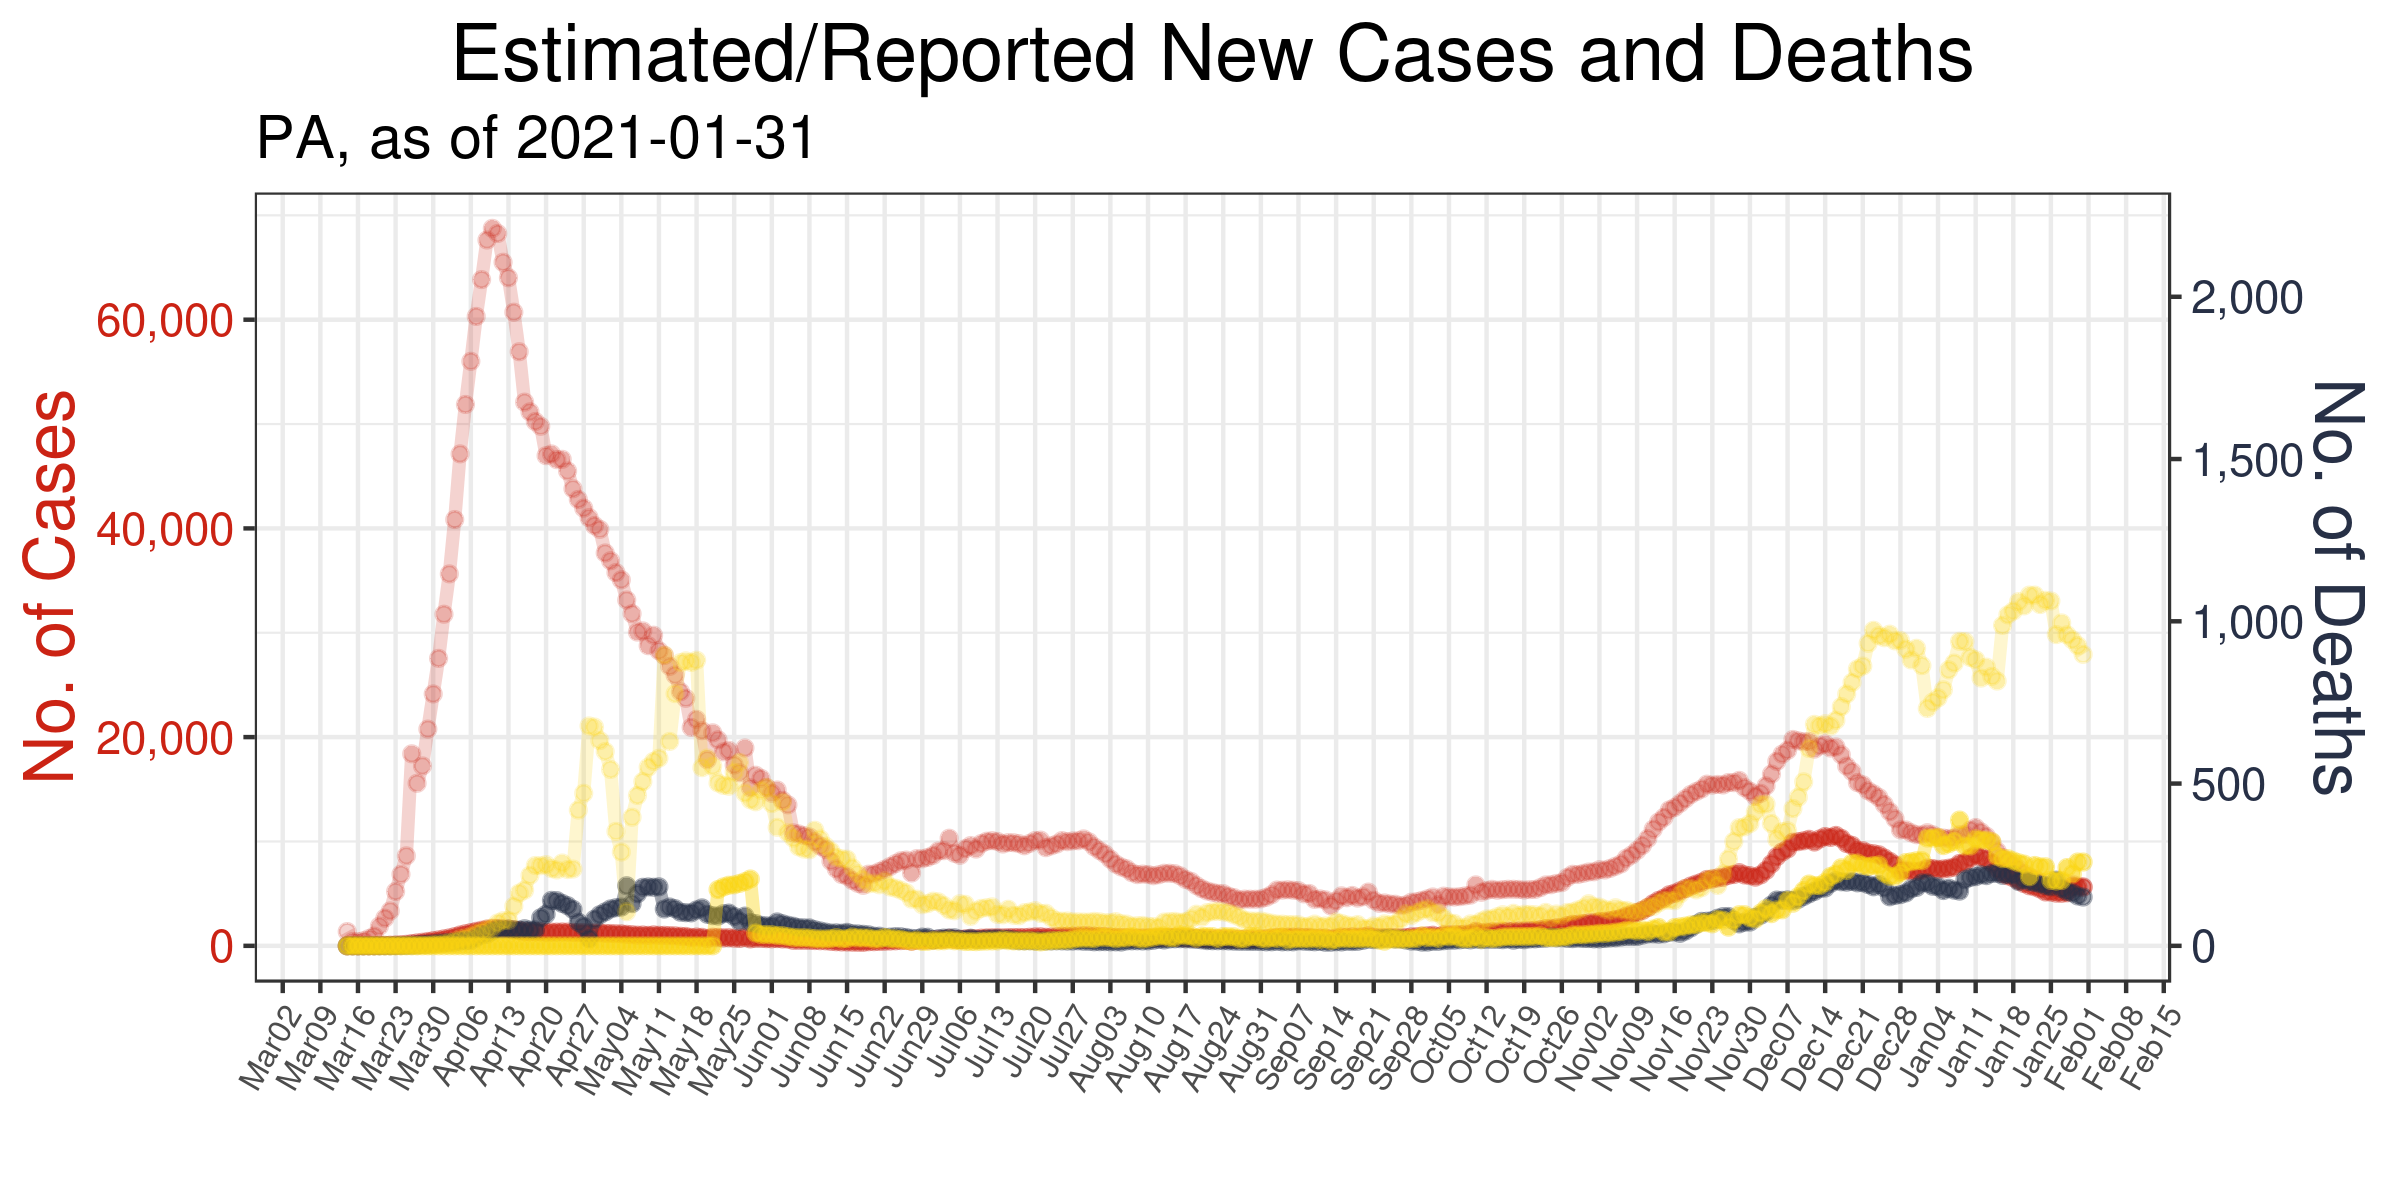 Estimated/Reported New Cases and Deaths
PA, as of 2021-01-31
No. of Cases
60,000
40,000
20,000
0
2,000
1,500
1,000
500
0
No. of Deaths
Mar02
Mar09
Mar16
Mar23
Mar30
Apr06
Apr13
Apr20
Apr27
May04
May11
May18
May25
Jun01
Jun08
Jun15
Jun22
Jun29
Jul06
Jul13
Jul20
Jul27
Aug03
Aug10
Aug17
Aug24
Aug31
Sep07
Sep14
Sep21
Sep28
Oct05
Oct12
Oct19
Oct26
Nov02
Nov09
Nov16
Nov23
Nov30
Dec07
Dec14
Dec21
Dec28
Jan04
Jan11
Jan18
Jan25
Feb01
Feb08
Feb15